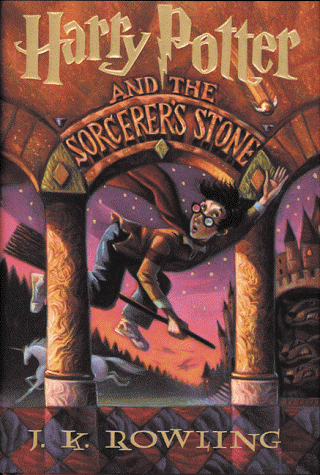 Harry Potter
AND THE
SORCERER'S STONE
J. K. ROWLING